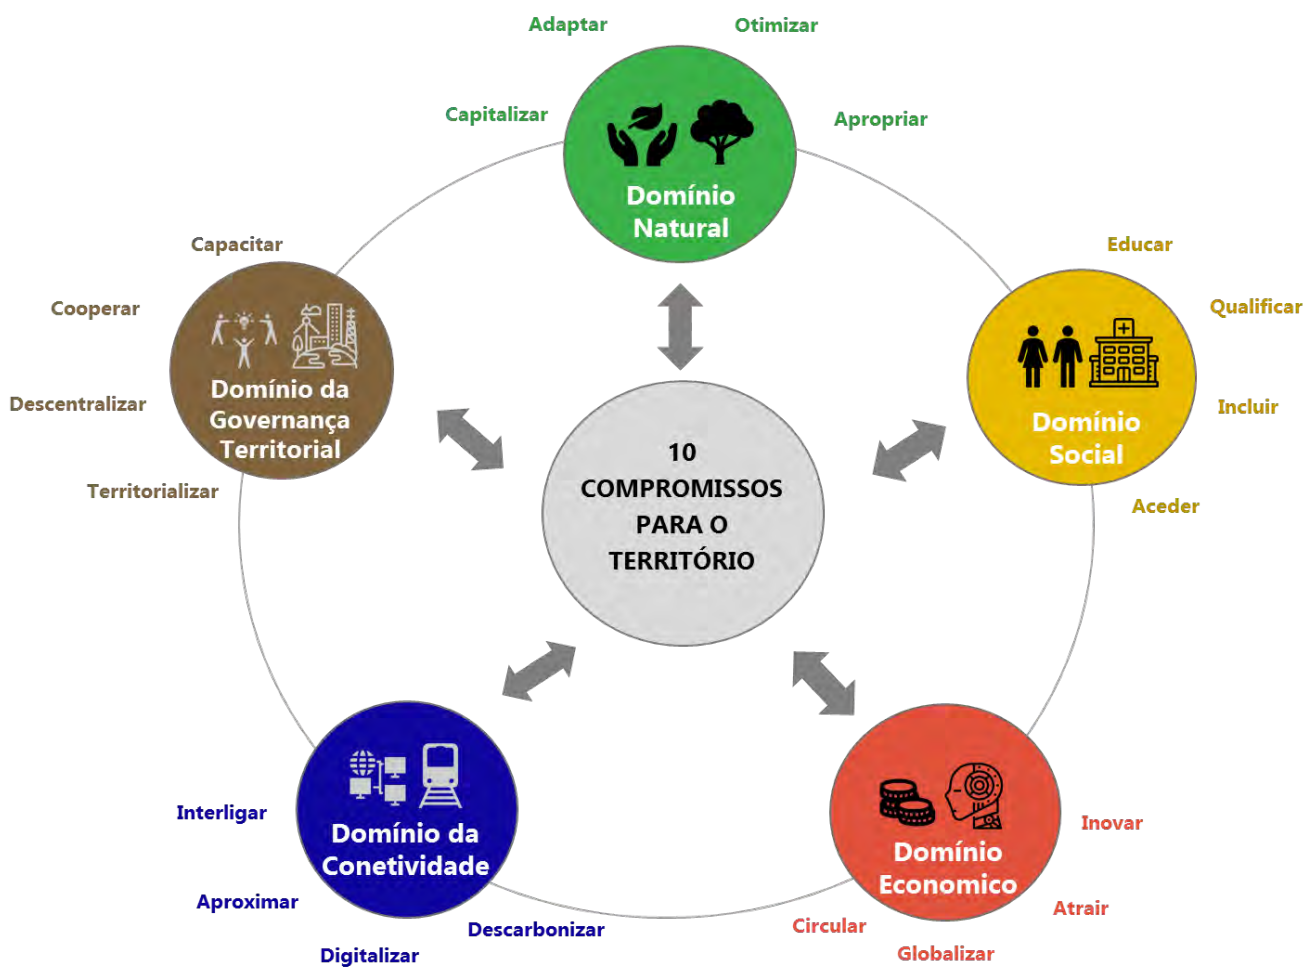 Adaptar
Otimizar
Capitalizar
Apropriar
Domínio
Natural
Capacitar
Cooperar
Descentralizar
Territorializar
Domínio da
Governança
Territorial
Educar
Qualificar
Incluir
Aceder
Domínio
Social
10
COMPROMISSOS
PARA O
TERRITÓRIO
Interligar
Aproximar
Digitalizar
Descarbonizar
Domínio da
Conetividade
Domínio
Economico
Inovar
Atrair
Circular
Globalizar